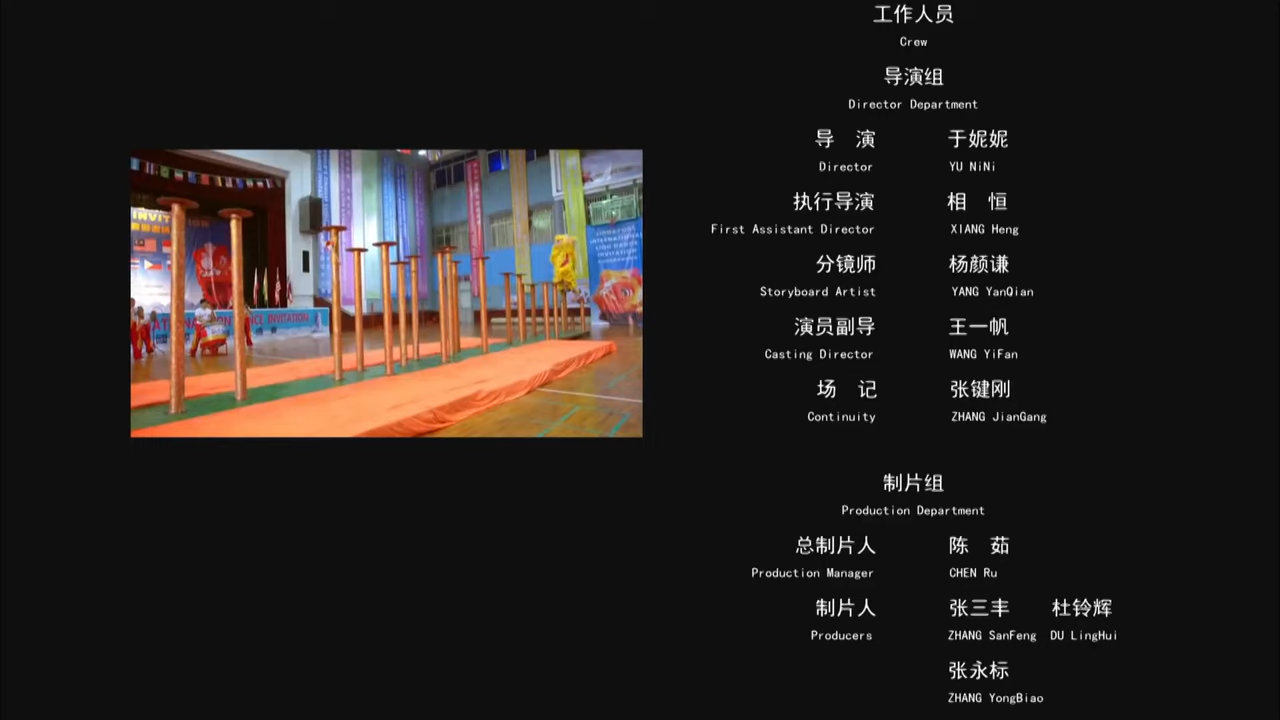 工作人员
Crew
导演组
Director Department
导 演 于妮妮
Director YU NiNi
执行导演 相 恒
First Assistant Director XIANG Heng
分镜师 杨颜谦
Storyboard Artist YANG YanQian
演员副导 王一帆
Casting Director WANG YiFan
场 记 张键刚
Continuity ZHANG JianGang
制片组
Production Department
总制片人 陈 茹
Production Manager CHEN Ru
制片人 张三丰 杜铃辉
Producers ZHANG SanFeng DU LingHui
张永标
ZHANG YongBiao
INTERNATIONAL
LION DANCE
INVITATION